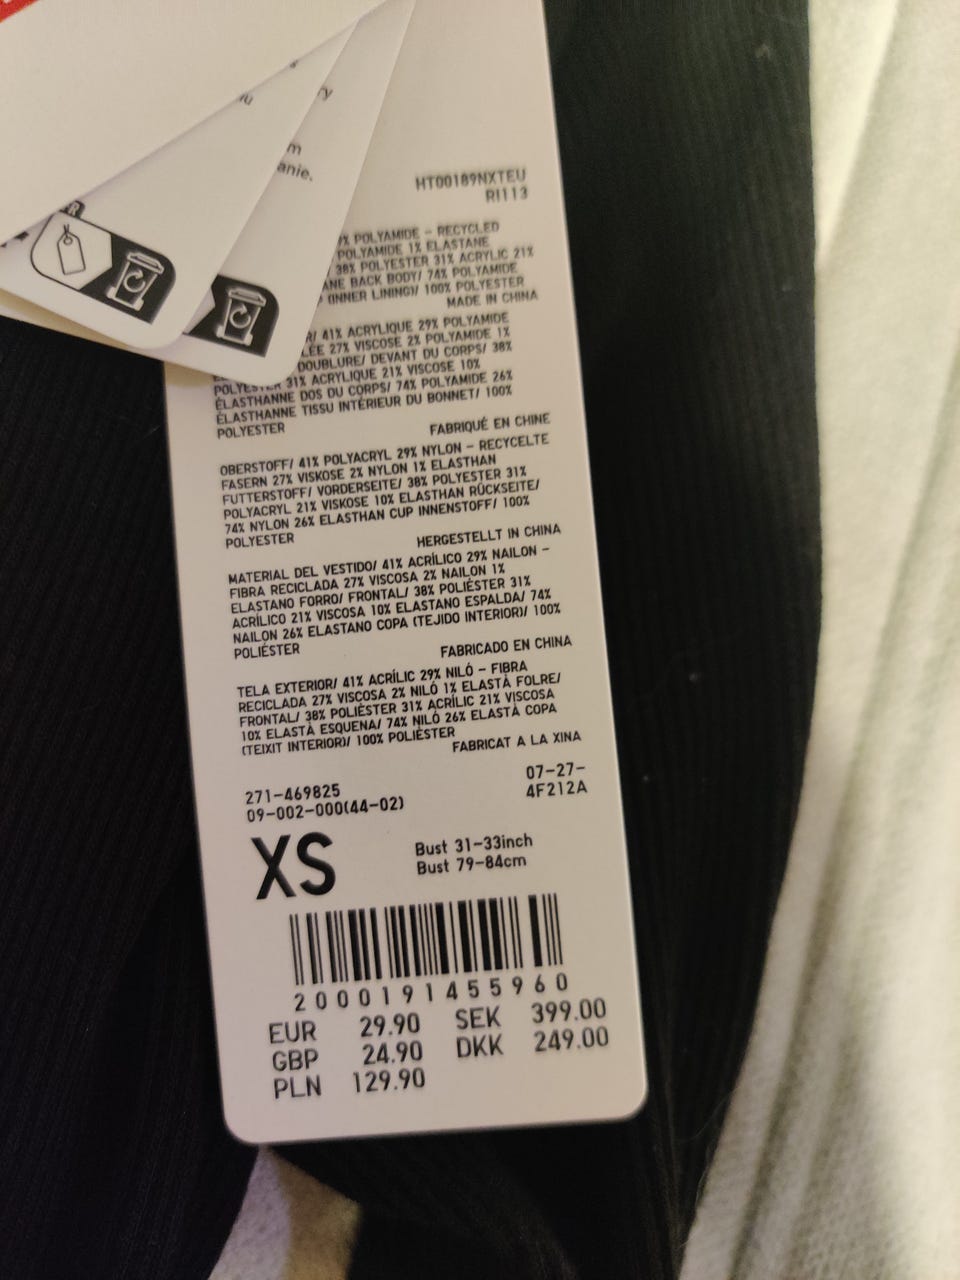 ry
m
anie.
HT00189NXTEU
RI113
% POLYAMIDE - RECYCLED
POLYAMIDE 1% ELASTANE
38% POLYESTER 31% ACRYLIC 21%
ANE BACK BODY/ 74% POLYAMIDE
(INNER LINING)/ 100% POLYESTER
MADE IN CHINA
R/ 41% ACRYLIQUE 29% POLYAMIDE
LÉE 27% VISCOSE 2% POLYAMIDE 1%
DOUBLURE/ DEVANT DU CORPS/ 38%
POLYESTER 31% ACRYLIQUE 21% VISCOSE 10%
ÉLASTHANNE DOS DU CORPS/ 74% POLYAMIDE 26%
ÉLASTHANNE TISSU INTÉRIEUR DU BONNET/ 100%
POLYESTER
FABRIQUÉ EN CHINE
OBERSTOFF/ 41% POLYACRYL 29% NYLON - RECYCELTE
FASERN 27% VISKOSE 2% NYLON 1% ELASTHAN
FUTTERSTOFF/ VORDERSEITE/ 38% POLYESTER 31%
POLYACRYL 21% VISKOSE 10% ELASTHAN RÜCKSEITE/
74% NYLON 26% ELASTHAN CUP INNENSTOFF/ 100%
POLYESTER
HERGESTELLT IN CHINA
MATERIAL DEL VESTIDO/ 41% ACRÍLICO 29% NAILON -
FIBRA RECICLADA 27% VISCOSA 2% NAILON 1%
ELASTANO FORRO/ FRONTAL/ 38% POLIÉSTER 31%
ACRÍLICO 21% VISCOSA 10% ELASTANO ESPALDA/ 74%
NAILON 26% ELASTANO COPA (TEJIDO INTERIOR)/ 100%
POLIÉSTER
FABRICADO EN CHINA
TELA EXTERIOR/ 41% ACRÍLIC 29% NILÓ - FIBRA
RECICLADA 27% VISCOSA 2% NILÓ 1% ELASTÀ FOLRE/
FRONTAL/ 38% POLIÈSTER 31% ACRÍLIC 21% VISCOSA
10% ELASTÀ ESQUENA/ 74% NILÓ 26% ELASTÀ COPA
(TEIXIT INTERIOR)/ 100% POLIÈSTER
FABRICAT A LA XINA
271-469825 07-27-
09-002-000(44-02) 4F212A
XS
Bust 31-33inch
Bust 79-84cm
2000191455960
EUR 29.90 SEK 399.00
GBP 24.90 DKK 249.00
PLN 129.90